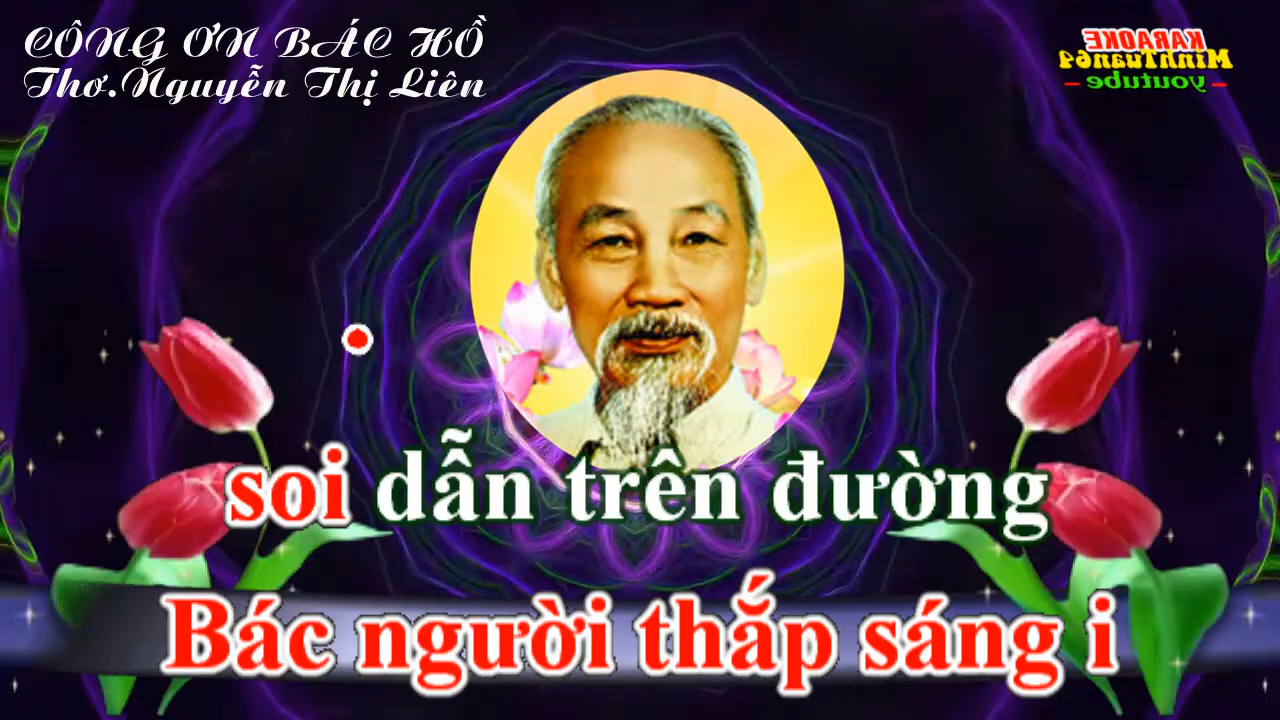 CÔNG ƠN BÁC HỒ
Thơ.Nguyễn Thị Liên
KARAOKE
MinhTuan64
- youtube -
soi dẫn trên đường
Bác người thắp sáng i